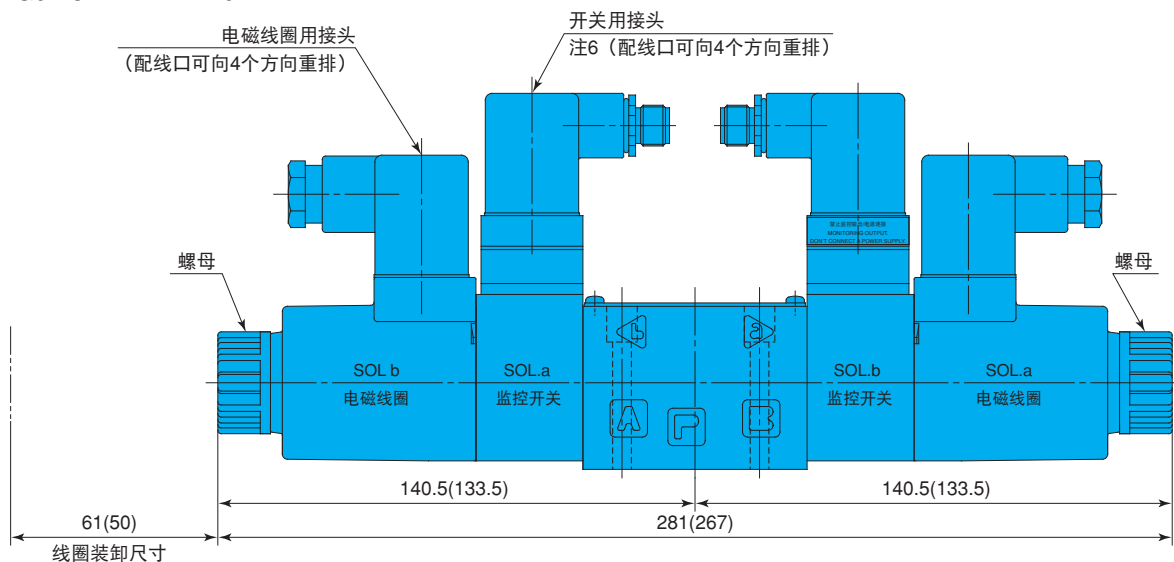 开关用接头
电磁线圈用接头
注6（配线口可向4个方向重排）
（配线口可向4个方向重排）
MONITORING OUTPUT
DON'T CONNECT A POWER SUPPLY
螺母
螺母
b
a
SOL b
SOL.a
SOL.b
SOL.a
电磁线圈
监控开关
监控开关
电磁线圈
A
B
140.5(133.5)
140.5(133.5)
61(50)
281(267)
线圈装卸尺寸